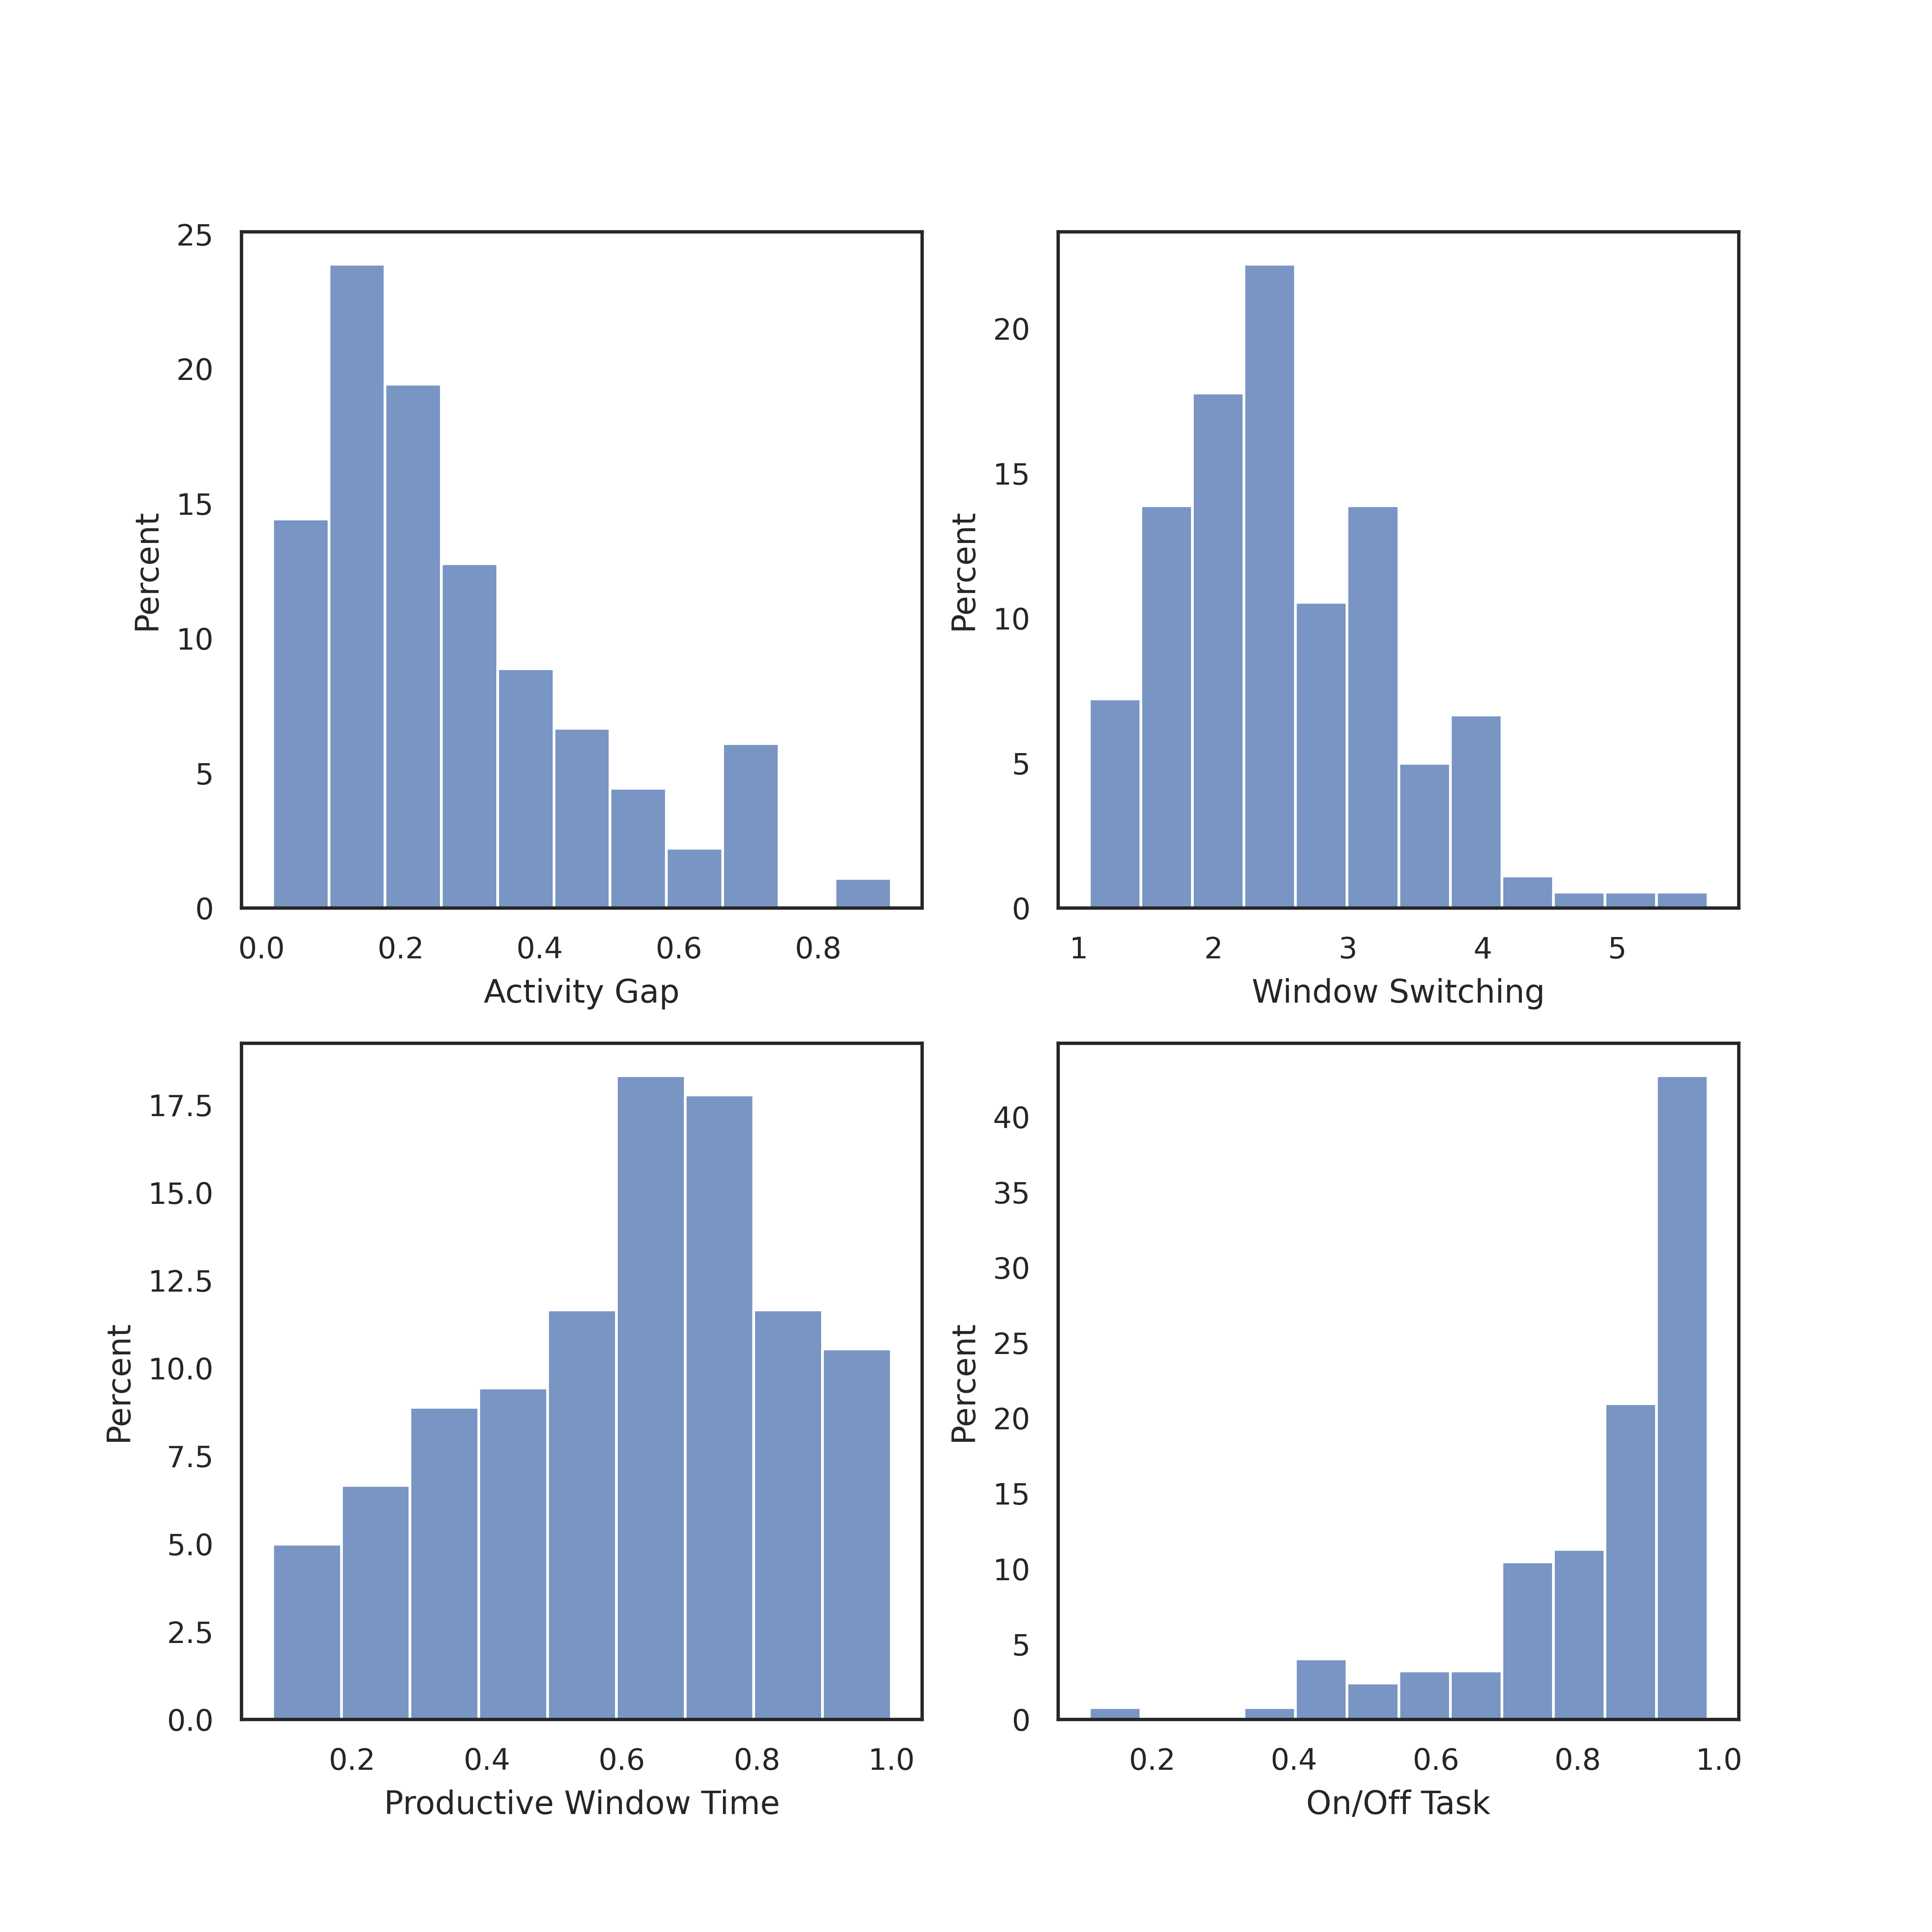 25
20
15
10
5
0
Percent
0.0 0.2 0.4 0.6 0.8
Activity Gap
20
15
10
5
0
Percent
1 2 3 4 5
Window Switching
17.5
15.0
12.5
10.0
7.5
5.0
2.5
0.0
Percent
0.2 0.4 0.6 0.8 1.0
Productive Window Time
40
35
30
25
20
15
10
5
0
Percent
0.2 0.4 0.6 0.8 1.0
On/Off Task